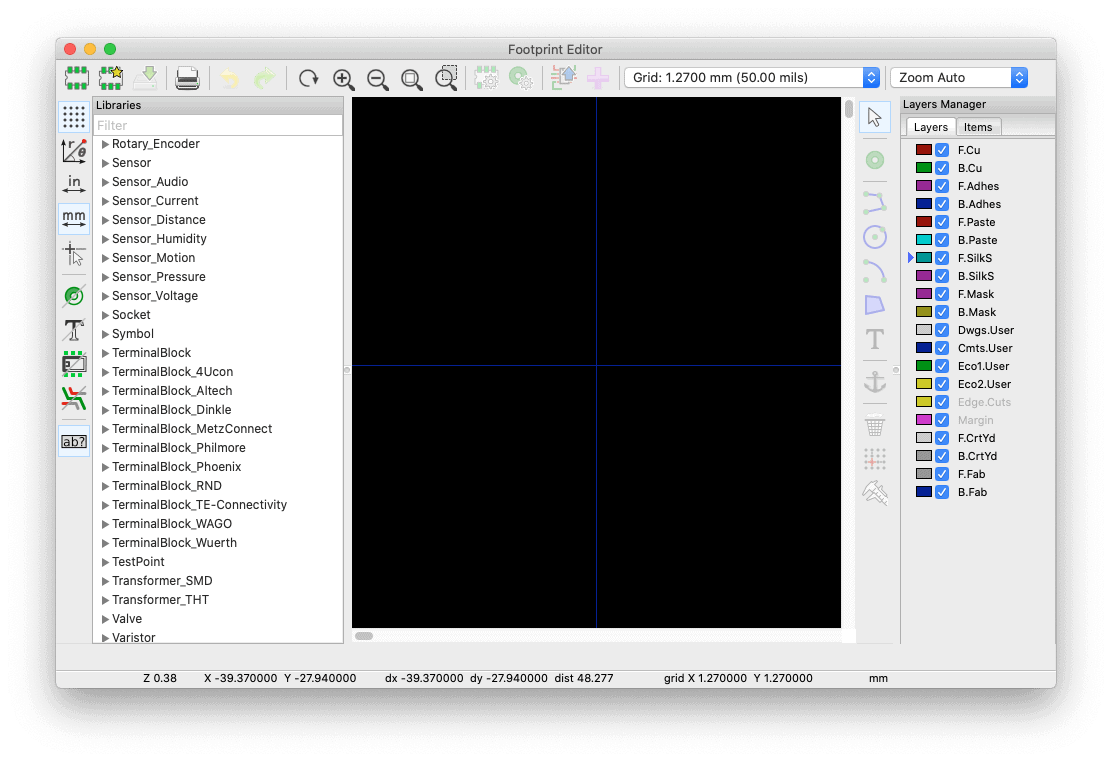 Footprint Editor
Grid: 1.2700 mm (50.00 mils)
Zoom Auto
Libraries
Filter
Rotary_Encoder
Sensor
Sensor_Audio
Sensor_Current
Sensor_Distance
Sensor_Humidity
Sensor_Motion
Sensor_Pressure
Sensor_Voltage
Socket
Symbol
TerminalBlock
TerminalBlock_4Ucon
TerminalBlock_Altech
TerminalBlock_Dinkle
TerminalBlock_MetzConnect
TerminalBlock_Philmore
TerminalBlock_Phoenix
TerminalBlock_RND
TerminalBlock_TE-Connectivity
TerminalBlock_WAGO
TerminalBlock_Wuerth
TestPoint
Transformer_SMD
Transformer_THT
Valve
Varistor
r θ
in
mm
T
E
ab?
T
Layers Manager
Layers Items
F.Cu
B.Cu
F.Adhes
B.Adhes
F.Paste
B.Paste
F.SilkS
B.SilkS
F.Mask
B.Mask
Dwgs.User
Cmts.User
Eco1.User
Eco2.User
Edge.Cuts
Margin
F.CrtYd
B.CrtYd
F.Fab
B.Fab
Z 0.38 X -39.370000 Y -27.940000 dx -39.370000 dy -27.940000 dist 48.277 grid X 1.270000 Y 1.270000 mm